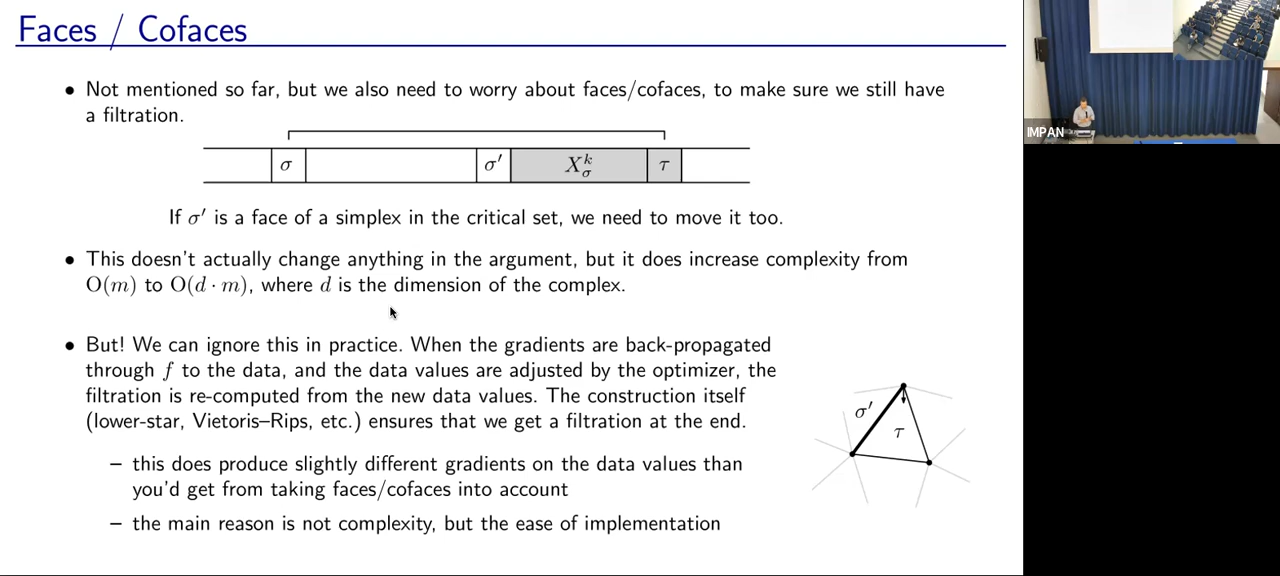 Faces / Cofaces
• Not mentioned so far, but we also need to worry about faces/cofaces, to make sure we still have
a filtration.
σ σ′ X_σ^k τ
If σ′ is a face of a simplex in the critical set, we need to move it too.
• This doesn't actually change anything in the argument, but it does increase complexity from
O(m) to O(d · m), where d is the dimension of the complex.
• But! We can ignore this in practice. When the gradients are back-propagated
through f to the data, and the data values are adjusted by the optimizer, the
filtration is re-computed from the new data values. The construction itself
(lower-star, Vietoris–Rips, etc.) ensures that we get a filtration at the end.
– this does produce slightly different gradients on the data values than
you'd get from taking faces/cofaces into account
– the main reason is not complexity, but the ease of implementation
σ′
τ
IMPAN